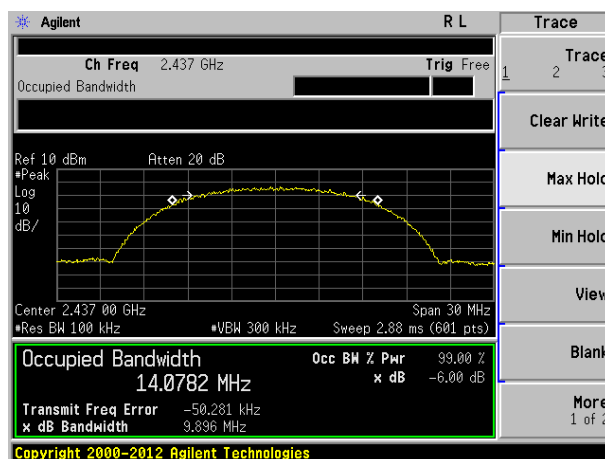 Agilent R L Trace
Ch Freq 2.437 GHz Trig Free
Occupied Bandwidth
Trace
1 2 3
Clear Write
Max Hold
Min Hold
View
Blank
More
1 of 2
Ref 10 dBm Atten 20 dB
#Peak
Log
10
dB/
Center 2.437 00 GHz Span 30 MHz
#Res BW 100 kHz #VBW 300 kHz Sweep 2.88 ms (601 pts)
Occupied Bandwidth Occ BW % Pwr 99.00 %
14.0782 MHz x dB -6.00 dB
Transmit Freq Error -50.281 kHz
x dB Bandwidth 9.896 MHz
Copyright 2000-2012 Agilent Technologies